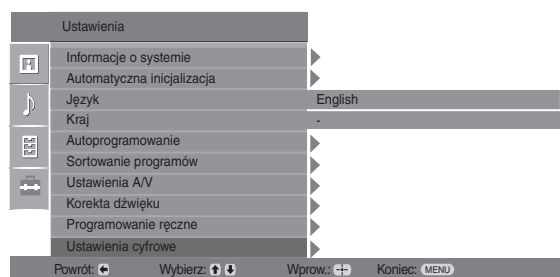 Ustawienia
Informacje o systemie
Automatyczna inicjalizacja
Język English
Kraj -
Autoprogramowanie
Sortowanie programów
Ustawienia A/V
Korekta dźwięku
Programowanie ręczne
Ustawienia cyfrowe
Powrót: Wybierz: Wprow.: Koniec: MENU